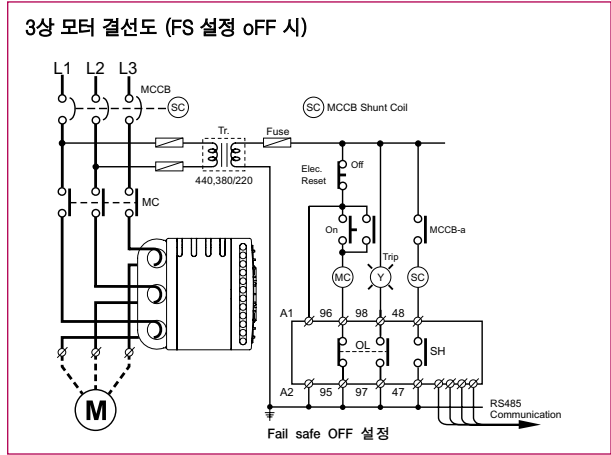 3상 모터 결선도 (FS 설정 oFF 시)
L1 L2 L3
MCCB
SC
SC MCCB Shunt Coil
Tr.
Fuse
440,380/220
Elec.
Reset
Off
MC
On
MCCB-a
Trip
MC
Y
SC
A1 96 98 48
OL
SH
A2 95 97 47
RS485
Communication
M
Fail safe OFF 설정